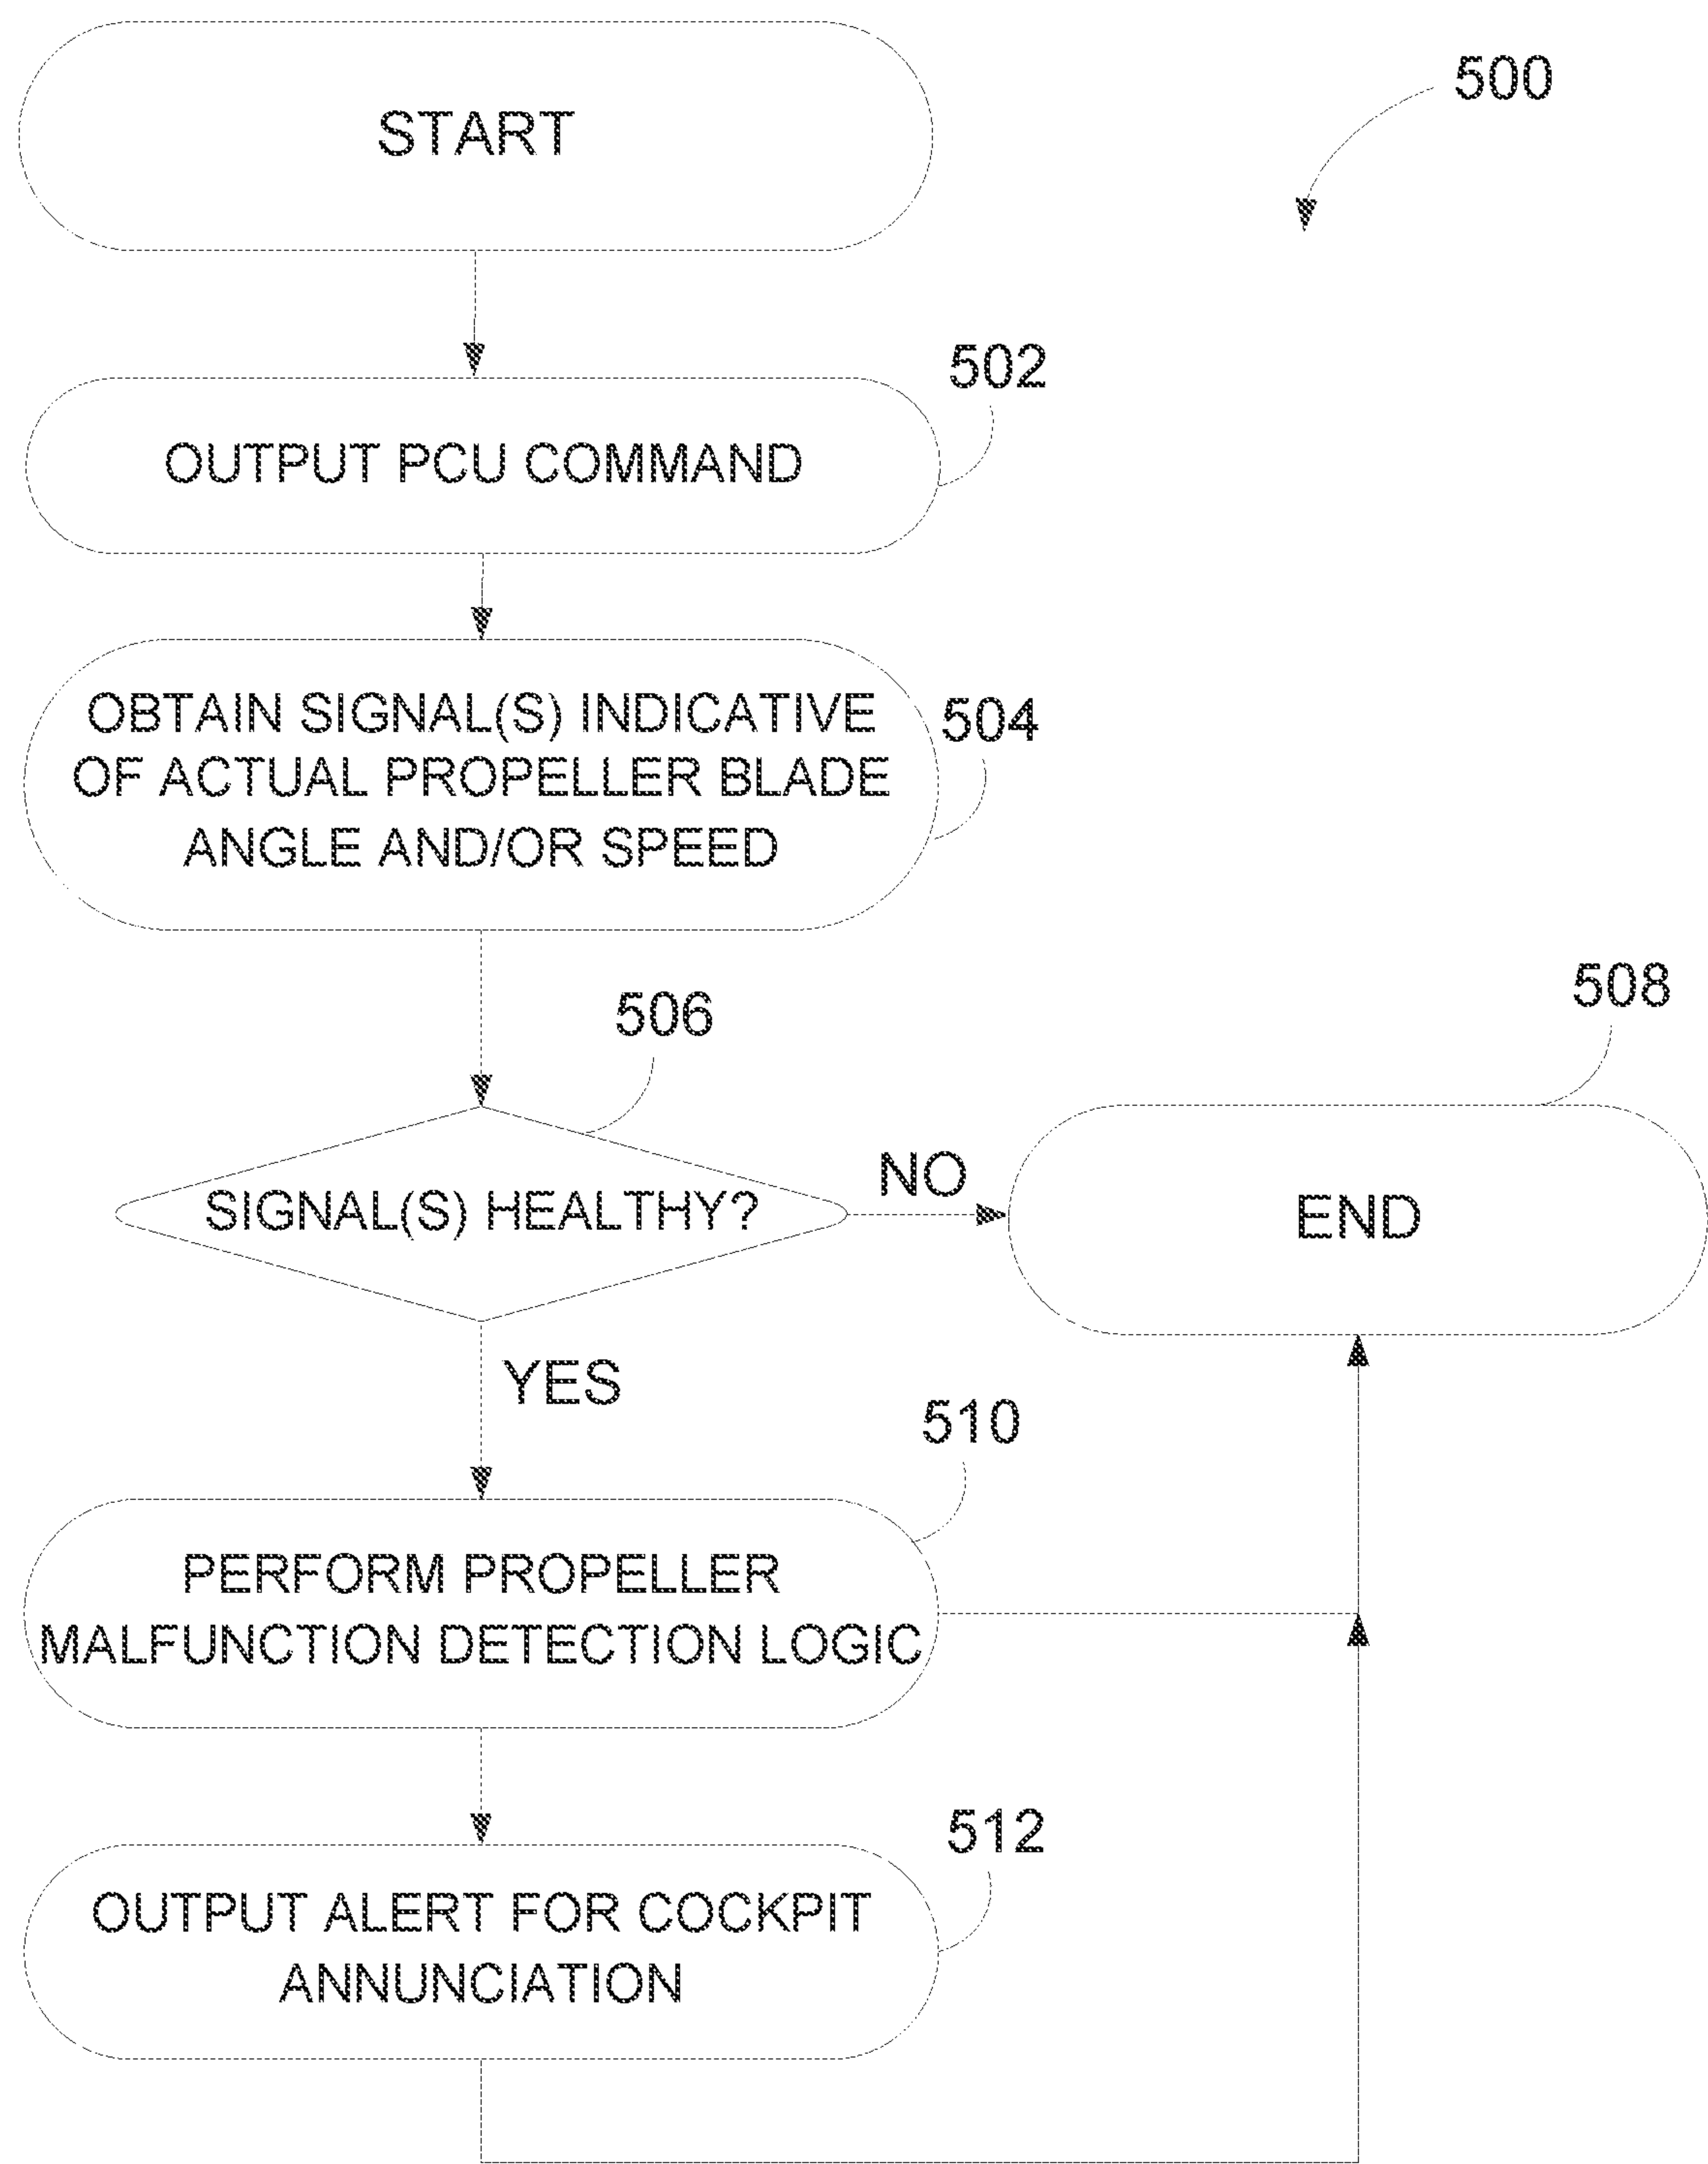 START
500
502
OUTPUT PCU COMMAND
OBTAIN SIGNAL(S) INDICATIVE
OF ACTUAL PROPELLER BLADE
ANGLE AND/OR SPEED
504
506
508
SIGNAL(S) HEALTHY?
NO
END
YES
510
PERFORM PROPELLER
MALFUNCTION DETECTION LOGIC
512
OUTPUT ALERT FOR COCKPIT
ANNUNCIATION